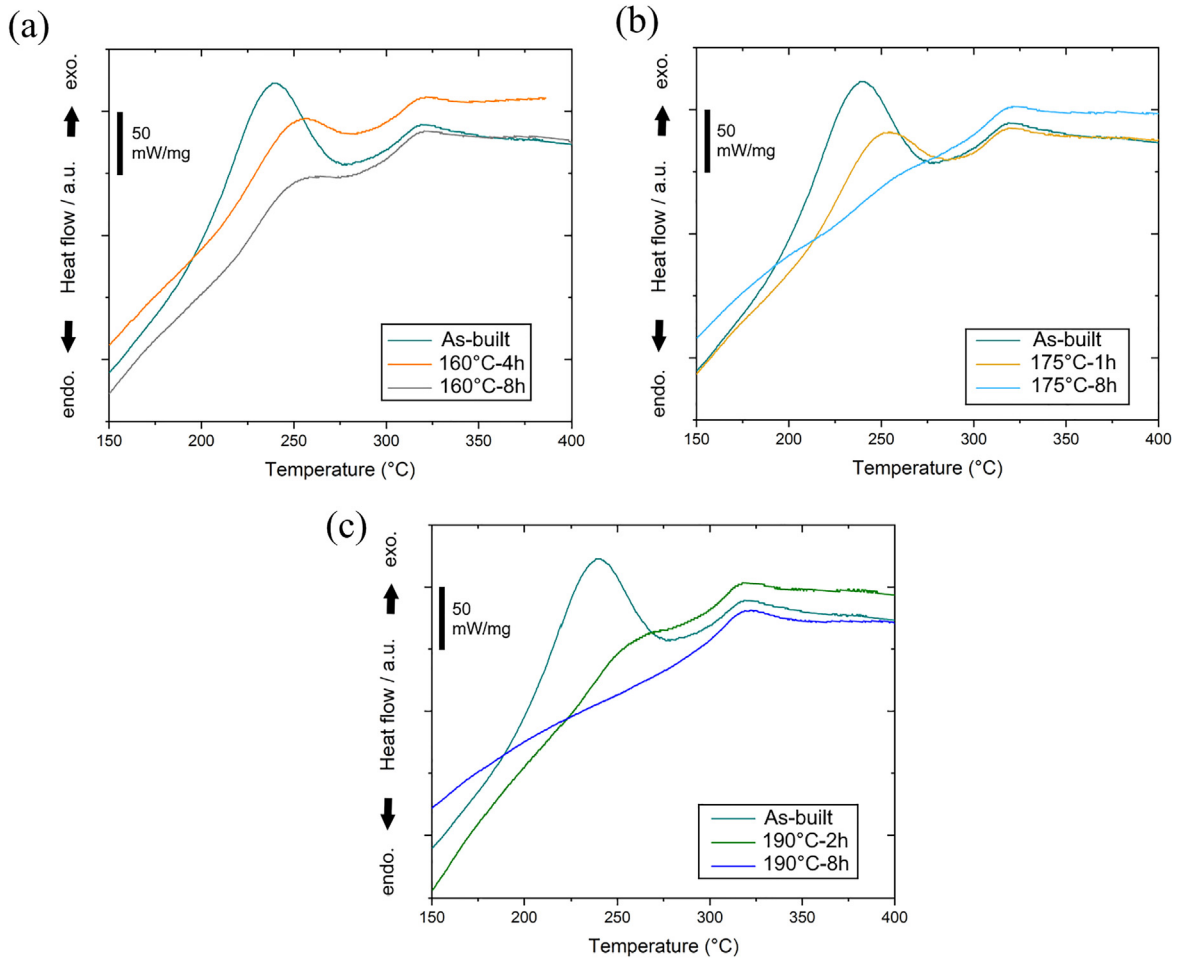 (a)
exo.
Heat flow / a.u.
endo.
50
mW/mg
As-built
160°C-4h
160°C-8h
150 200 250 300 350 400
Temperature (°C)
(b)
exo.
Heat flow / a.u.
endo.
50
mW/mg
As-built
175°C-1h
175°C-8h
150 200 250 300 350 400
Temperature (°C)
(c)
exo.
Heat flow / a.u.
endo.
50
mW/mg
As-built
190°C-2h
190°C-8h
150 200 250 300 350 400
Temperature (°C)